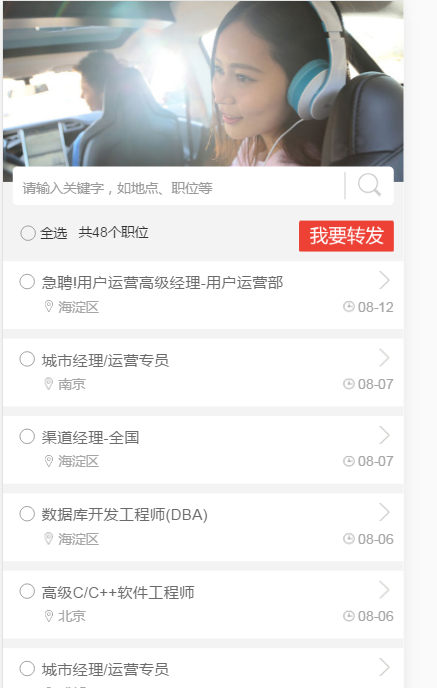 请输入关键字，如地点、职位等
全选 共48个职位 我要转发
急聘!用户运营高级经理-用户运营部
海淀区 08-12
城市经理/运营专员
南京 08-07
渠道经理-全国
海淀区 08-07
数据库开发工程师(DBA)
海淀区 08-06
高级C/C++软件工程师
北京 08-06
城市经理/运营专员